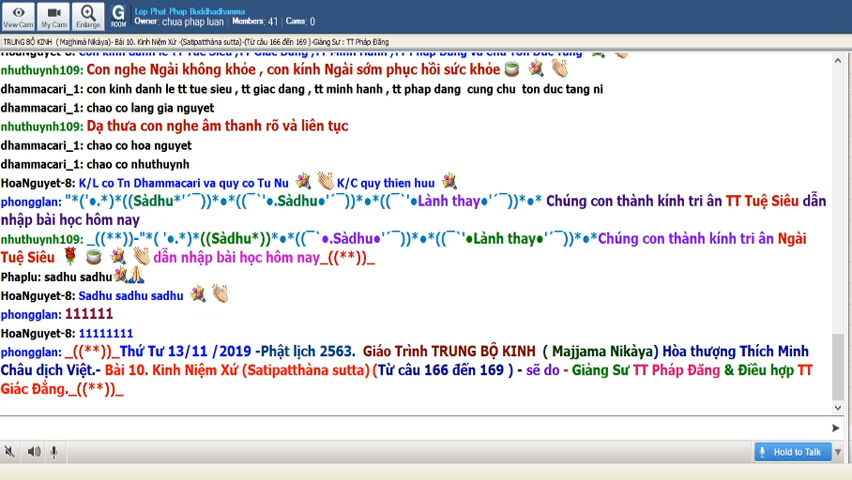 Lop Phat Phap Buddhadhamma
Owner: chua phap luan Members: 41 Cams: 0
View Cam My Cam Enlarge G ROOM
TRUNG BỘ KINH ( Majjhimà Nikàya)- Bài 10. Kinh Niệm Xứ -(Satipatthàna sutta)-(Từ câu 166 đến 169 )-Giảng Sư : TT Pháp Đăng
nhuthuynh109: Con nghe Ngài không khỏe , con kính Ngài sớm phục hồi sức khỏe
dhammacari_1: con kinh danh le tt tue sieu , tt giac dang , tt minh hanh , tt phap dang cung chu ton duc tang ni
dhammacari_1: chao co lang gia nguyet
nhuthuynh109: Dạ thưa con nghe âm thanh rõ và liên tục
dhammacari_1: chao co hoa nguyet
dhammacari_1: chao co nhuthuynh
HoaNguyet-8: K/L co Tn Dhammacari va quy co Tu Nu K/C quy thien huu
phongglan: "*('●.*)*((Sàdhu*'´¯))*●*((¯`'●.Sàdhu●'´¯))*●*((¯`'●Lành thay●'´¯))*●* Chúng con thành kính tri ân TT Tuệ Siêu dẫn
nhập bài học hôm nay
nhuthuynh109: _((**))-"*( '●.*)*((Sàdhu*))*●*((¯`●.Sàdhu●'´¯))*●*((¯`'●Lành thay●'´¯))*●*Chúng con thành kính tri ân Ngài
Tuệ Siêu dẫn nhập bài học hôm nay_((**))_
Phaplu: sadhu sadhu
HoaNguyet-8: Sadhu sadhu sadhu
phongglan: 111111
HoaNguyet-8: 11111111
phongglan: _((**))_Thứ Tư 13/11 /2019 -Phật lịch 2563. Giáo Trình TRUNG BỘ KINH ( Majjama Nikàya) Hòa thượng Thích Minh
Châu dịch Việt.- Bài 10. Kinh Niệm Xứ (Satipatthàna sutta)(Từ câu 166 đến 169 ) - sẽ do - Giảng Sư TT Pháp Đăng & Điều hợp TT
Giác Đẳng._((**))_
Hold to Talk